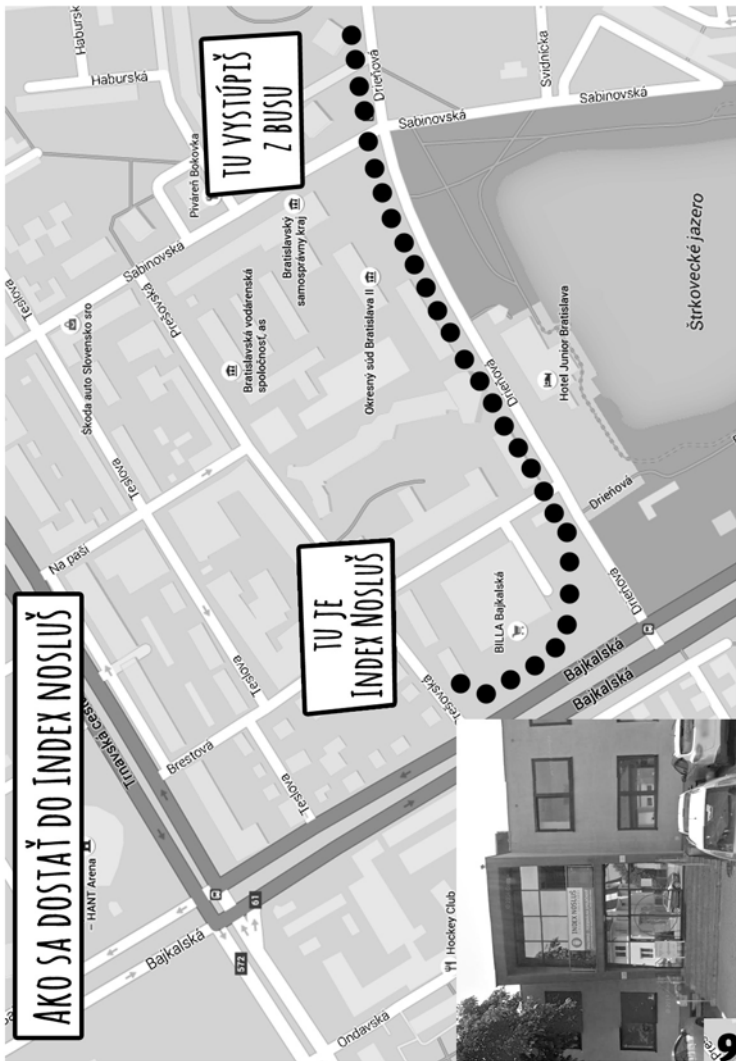 AKO SA DOSTAŤ DO INDEX NOSLUŠ
TU VYSTÚPIŠ
Z BUSU
TU JE
INDEX NOSLUŠ
Haburská
Haburská
Drieňová
Svidnícka
Sabinovská
Sabinovská
Piváreň Bokovka
Sabinovská
Bratislavský
samosprávny kraj
Teslova
Prešovská
Škoda auto Slovensko sro
Bratislavská vodárenská
spoločnosť, as
Okresný súd Bratislava II
Štrkovecké jazero
Hotel Junior Bratislava
Drieňová
Drieňová
Drieňová
Teslova
Na paši
BILLA Bajkalská
Bajkalská
Bajkalská
Teslova
Brestova
Teslova
HANT Arena
Bajkalská
61
572
Hockey Club
Ondavská
9